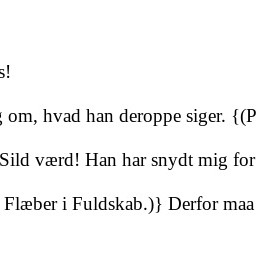 s!
g om, hvad han deroppe siger. {(P
Sild værd! Han har snydt mig for
Flæber i Fuldskab.)} Derfor maa